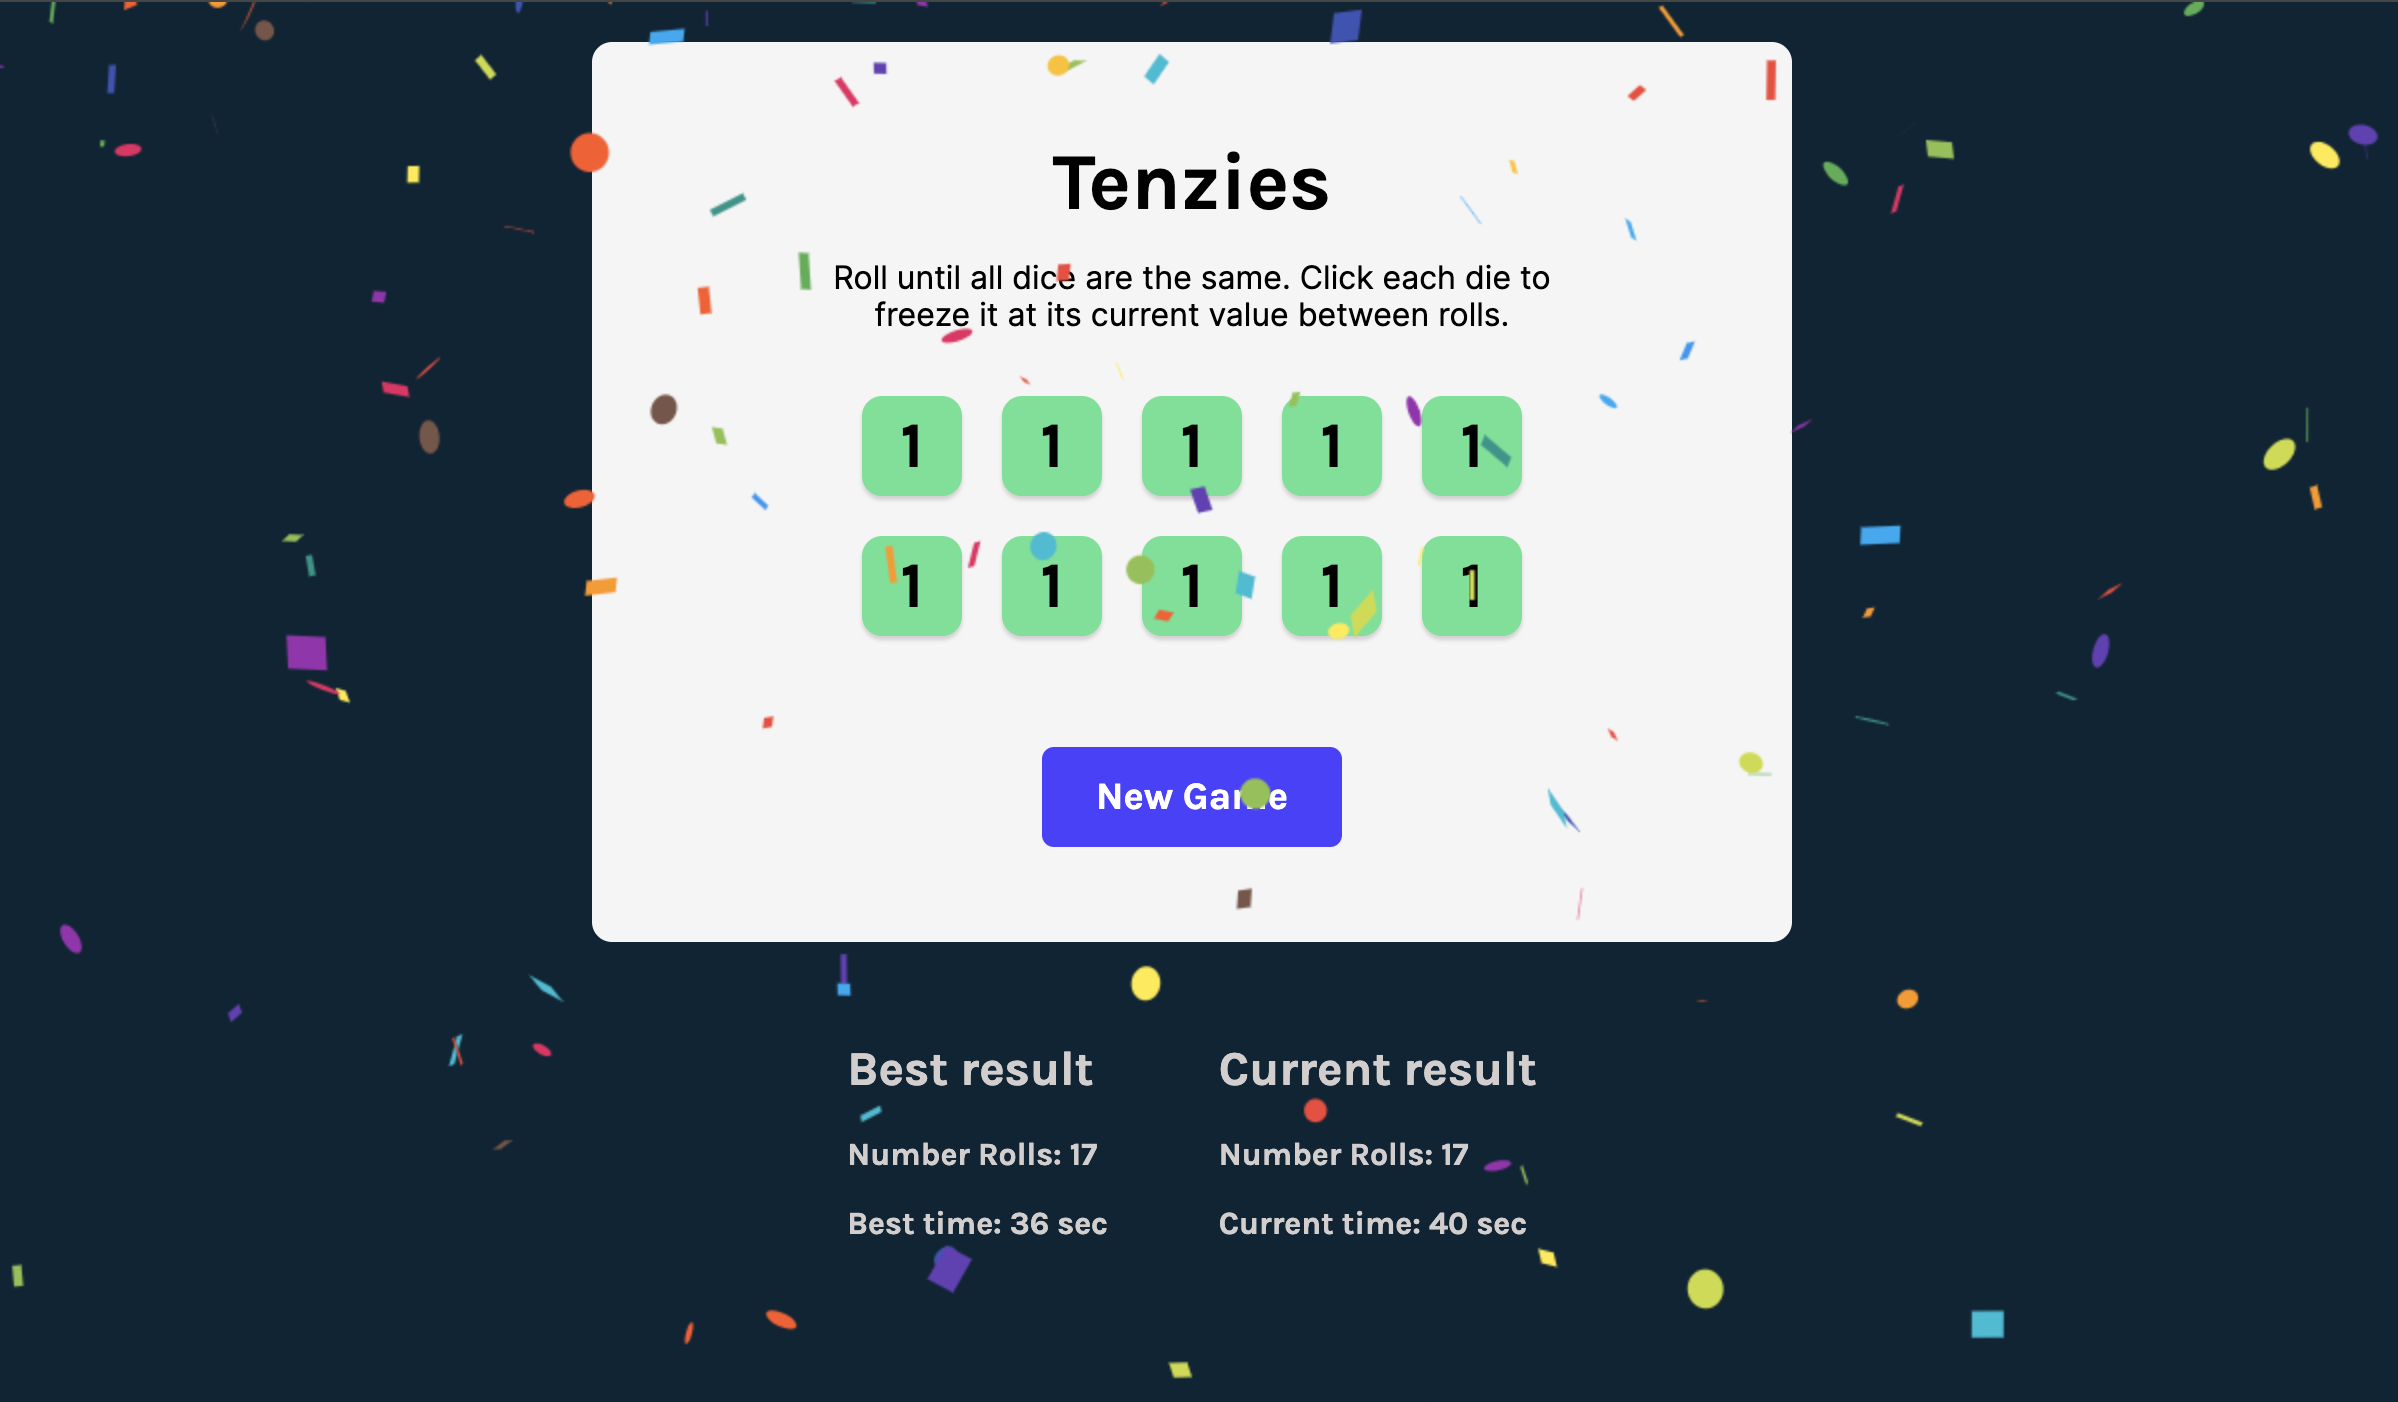 Tenzies
Roll until all dice are the same. Click each die to
freeze it at its current value between rolls.
1 1 1 1 1
1 1 1 1 1
New Game
Best result
Number Rolls: 17
Best time: 36 sec
Current result
Number Rolls: 17
Current time: 40 sec